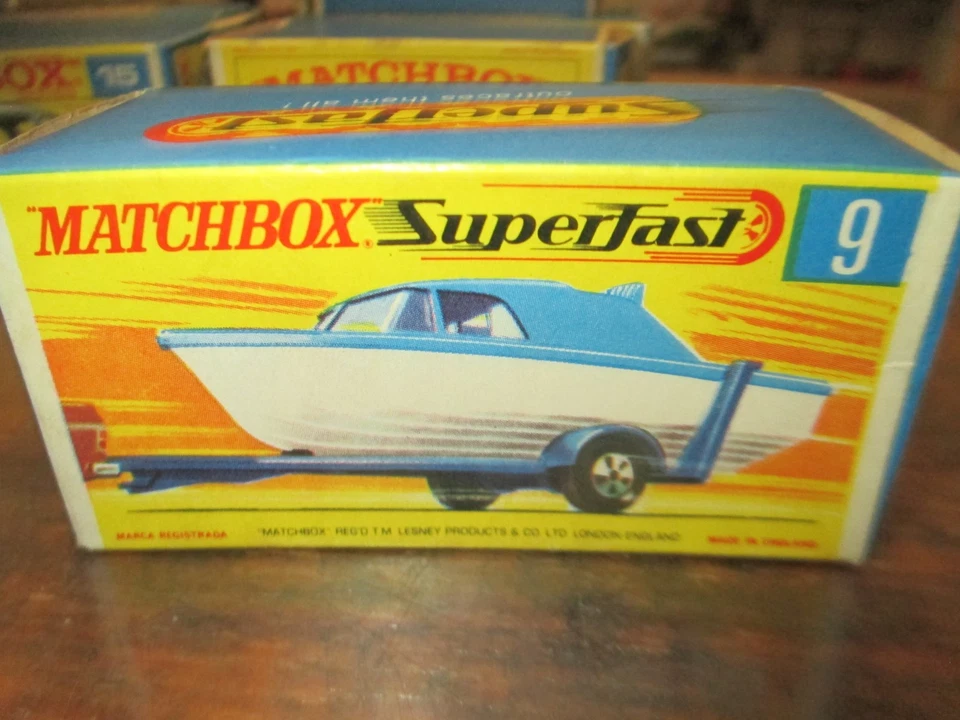 OX 15
MATCHBOX
outraces them all!
Superfast
"MATCHBOX"® Superfast 9
MARCA REGISTRADA "MATCHBOX" REG'D T M LESNEY PRODUCTS & CO LTD LONDON ENGLAND MADE IN ENGLAND